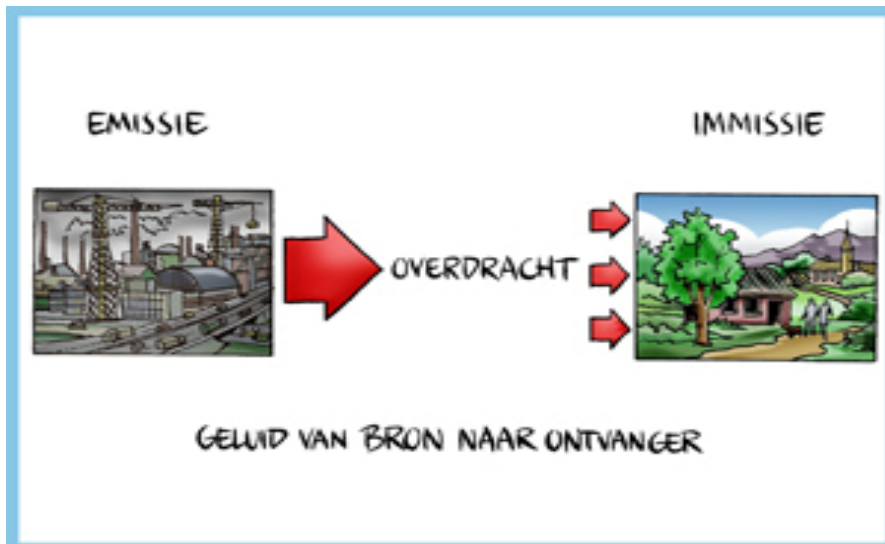 EMISSIE
IMMISSIE
OVERDRACHT
GELUID VAN BRON NAAR ONTVANGER